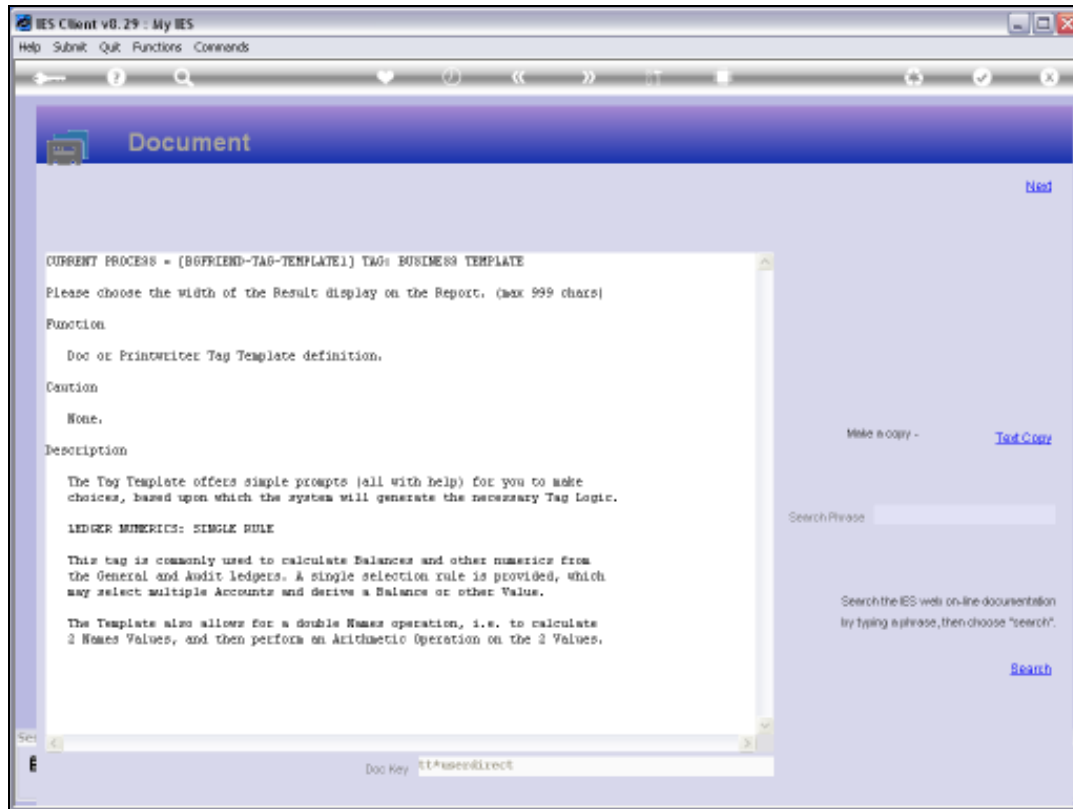 IES Client v8.29 : My IES
Help Submit Quit Functions Commands
Document
Next
CURRENT PROCESS = [BGFRIEND-TAG-TEMPLATE1] TAG: BUSINESS TEMPLATE
Please choose the width of the Result display on the Report. (max 999 chars)
Function
Doc or Printwriter Tag Template definition.
Caution
None.
Description
The Tag Template offers simple prompts (all with help) for you to make
choices, based upon which the system will generate the necessary Tag Logic.
LEDGER NUMERICS: SINGLE RULE
This tag is commonly used to calculate Balances and other numerics from
the General and Audit ledgers. A single selection rule is provided, which
may select multiple Accounts and derive a Balance or other Value.
The Template also allows for a double Names operation, i.e. to calculate
2 Names Values, and then perform an Arithmetic Operation on the 2 Values.
Make a copy -
Text Copy
Search Phrase
Search the IES web on-line documentation
by typing a phrase, then choose "search".
Search
Doc Key tt*userdirect